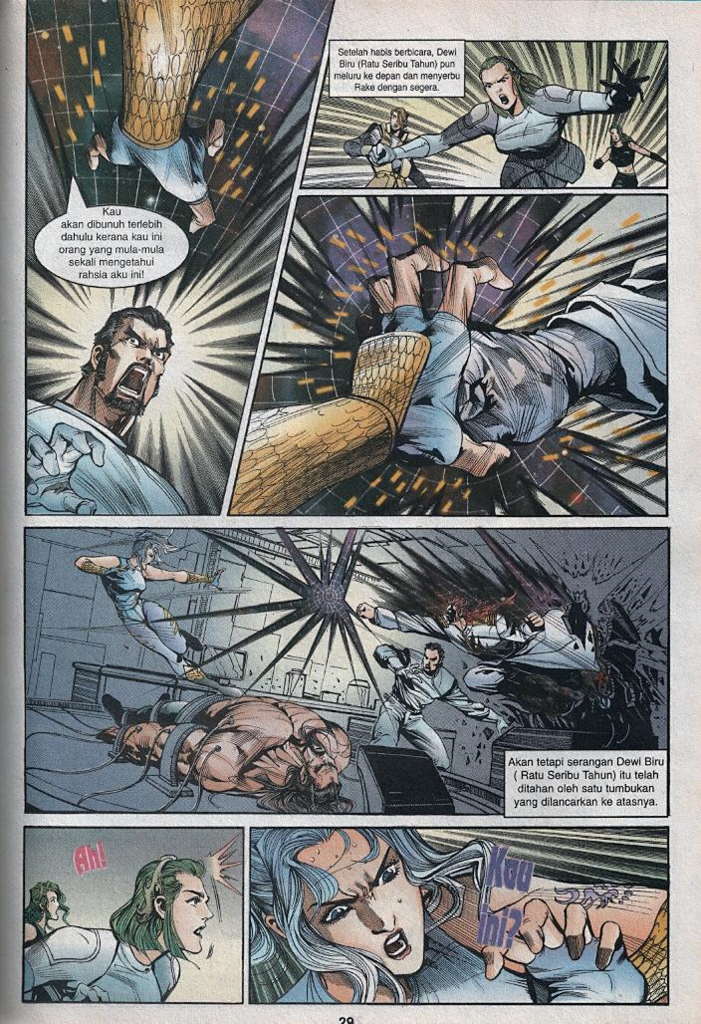 Kau
akan dibunuh terlebih
dahulu kerana kau ini
orang yang mula-mula
sekali mengetahui
rahsia aku ini!
Setelah habis berbicara, Dewi
Biru (Ratu Seribu Tahun) pun
meluru ke depan dan menyerbu
Rake dengan segera.
Akan tetapi serangan Dewi Biru
( Ratu Seribu Tahun) itu telah
ditahan oleh satu tumbukan
yang dilancarkan ke atasnya.
Ah!
Kau
ini?
29